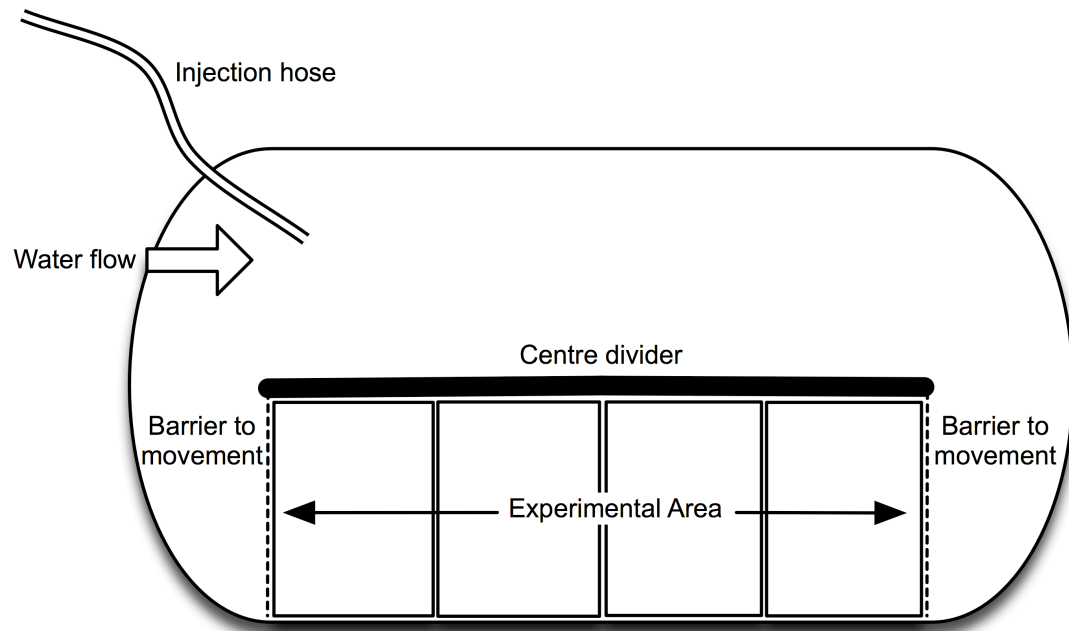 Injection hose
Water flow
Centre divider
Barrier to
movement
Barrier to
movement
Experimental Area